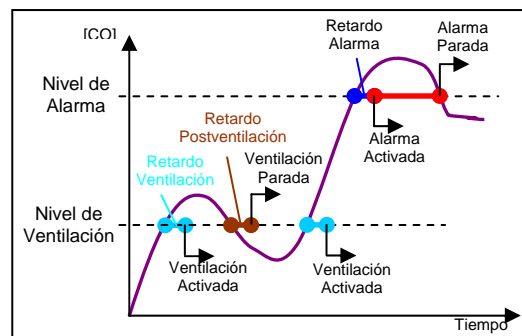 [CO]
Retardo
Alarma
Alarma
Parada
Nivel de
Alarma
Retardo
Postventilación
Alarma
Activada
Retardo
Ventilación
Ventilación
Parada
Nivel de
Ventilación
Ventilación
Activada
Ventilación
Activada
Tiempo